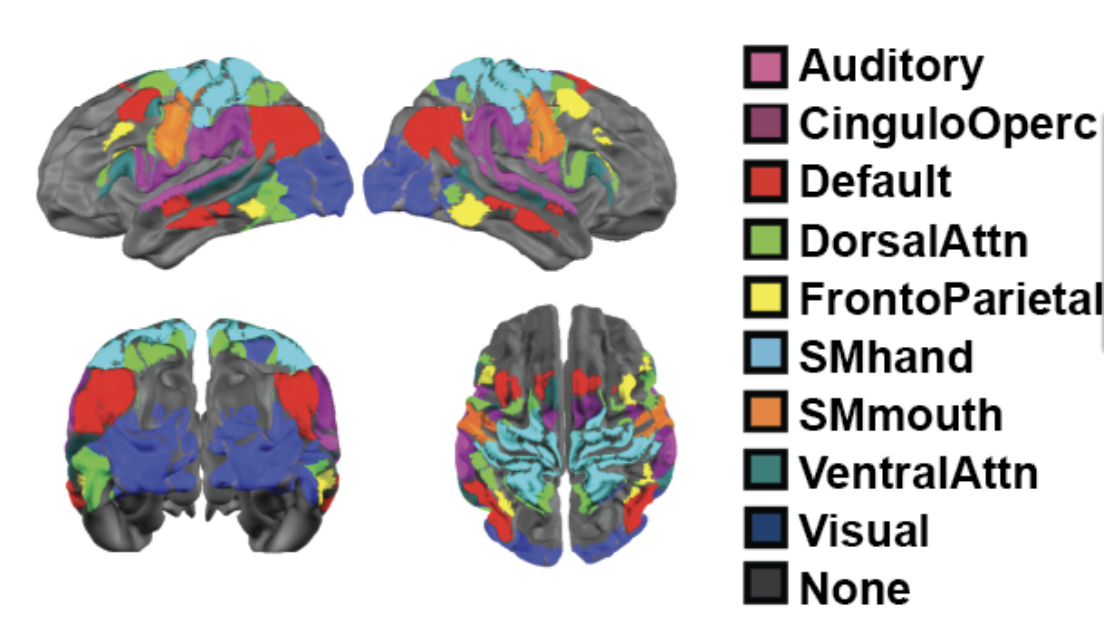 Auditory
CinguloOperc
Default
DorsalAttn
FrontoParietal
SMhand
SMmouth
VentralAttn
Visual
None